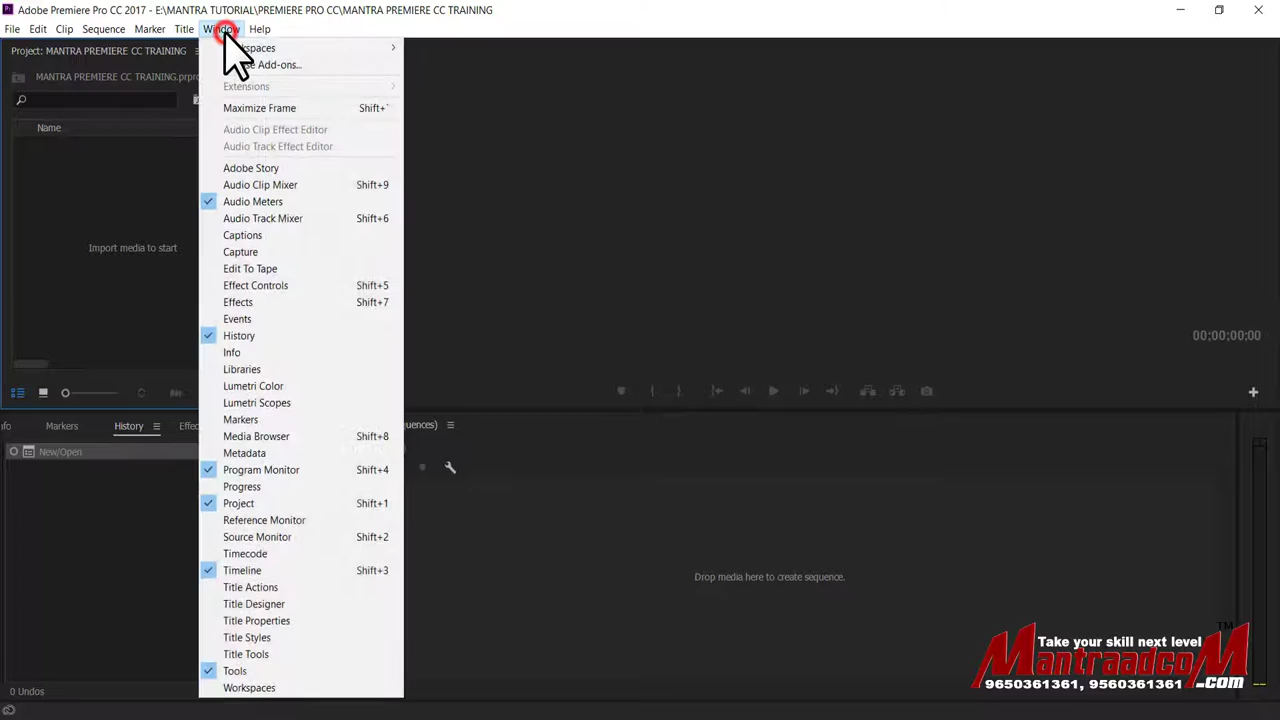 Adobe Premiere Pro CC 2017 - E:\MANTRA TUTORIAL\PREMIERE PRO CC\MANTRA PREMIERE CC TRAINING
File Edit Clip Sequence Marker Title Window Help
Project: MANTRA PREMIERE CC TRAINING
MANTRA PREMIERE CC TRAINING.prpro
Name
Import media to start
Add-ons...
Extensions
Maximize Frame Shift+`
Audio Clip Effect Editor
Audio Track Effect Editor
Adobe Story
Audio Clip Mixer Shift+9
Audio Meters
Audio Track Mixer Shift+6
Captions
Capture
Edit To Tape
Effect Controls Shift+5
Effects Shift+7
Events
History
Info
Libraries
Lumetri Color
Lumetri Scopes
Markers
Media Browser Shift+8
Metadata
Program Monitor Shift+4
Progress
Project Shift+1
Reference Monitor
Source Monitor Shift+2
Timecode
Timeline Shift+3
Title Actions
Title Designer
Title Properties
Title Styles
Title Tools
Tools
Workspaces
00;00;00;00
Markers History Effec
New/Open
uences)
Drop media here to create sequence.
0 Undos
Take your skill next level
TM
MantraadcoM
9650361361, 9560361361 .com